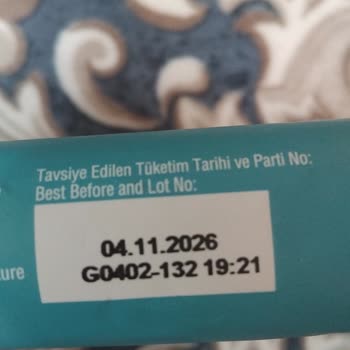 Tavsiye Edilen Tüketim Tarihi ve Parti No:
Best Before and Lot No:
04.11.2026
G0402-132 19:21